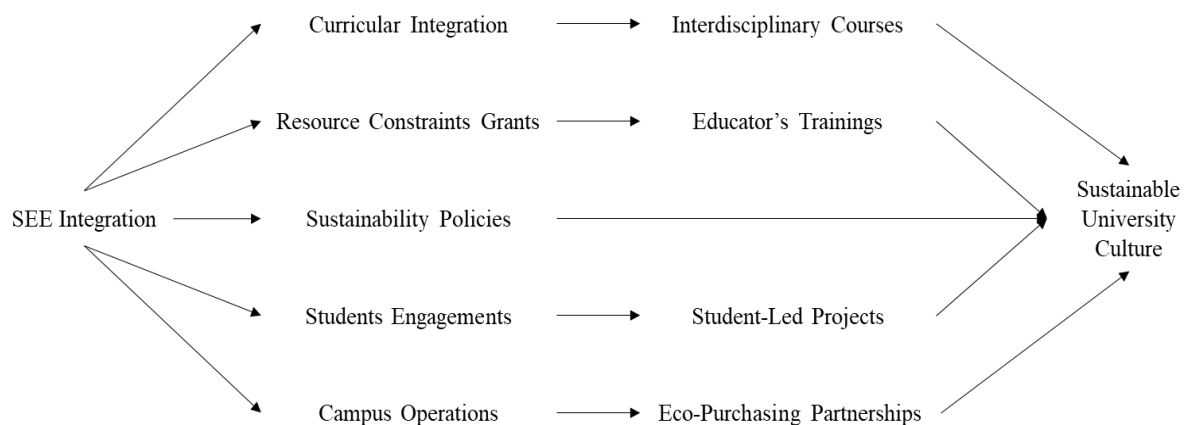 Curricular Integration
Interdisciplinary Courses
Resource Constraints Grants
Educator's Trainings
SEE Integration
Sustainability Policies
Sustainable
University
Culture
Students Engagements
Student-Led Projects
Campus Operations
Eco-Purchasing Partnerships